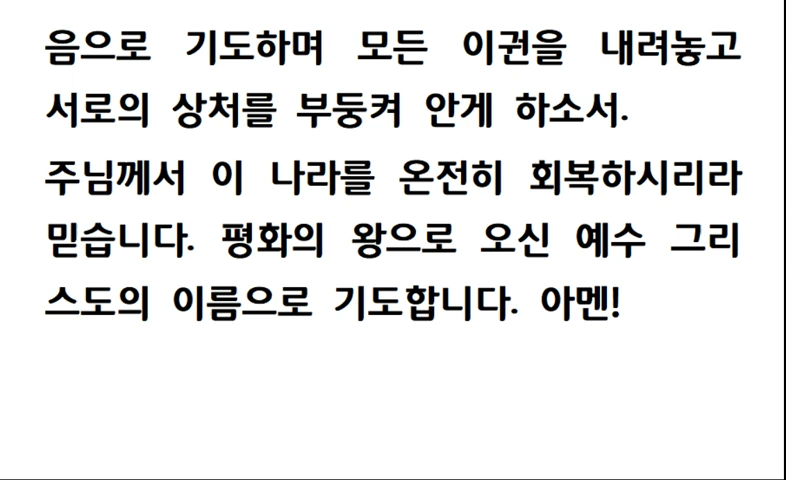 음으로 기도하며 모든 이권을 내려놓고
서로의 상처를 부둥켜 안게 하소서.
주님께서 이 나라를 온전히 회복하시리라
믿습니다. 평화의 왕으로 오신 예수 그리
스도의 이름으로 기도합니다. 아멘!